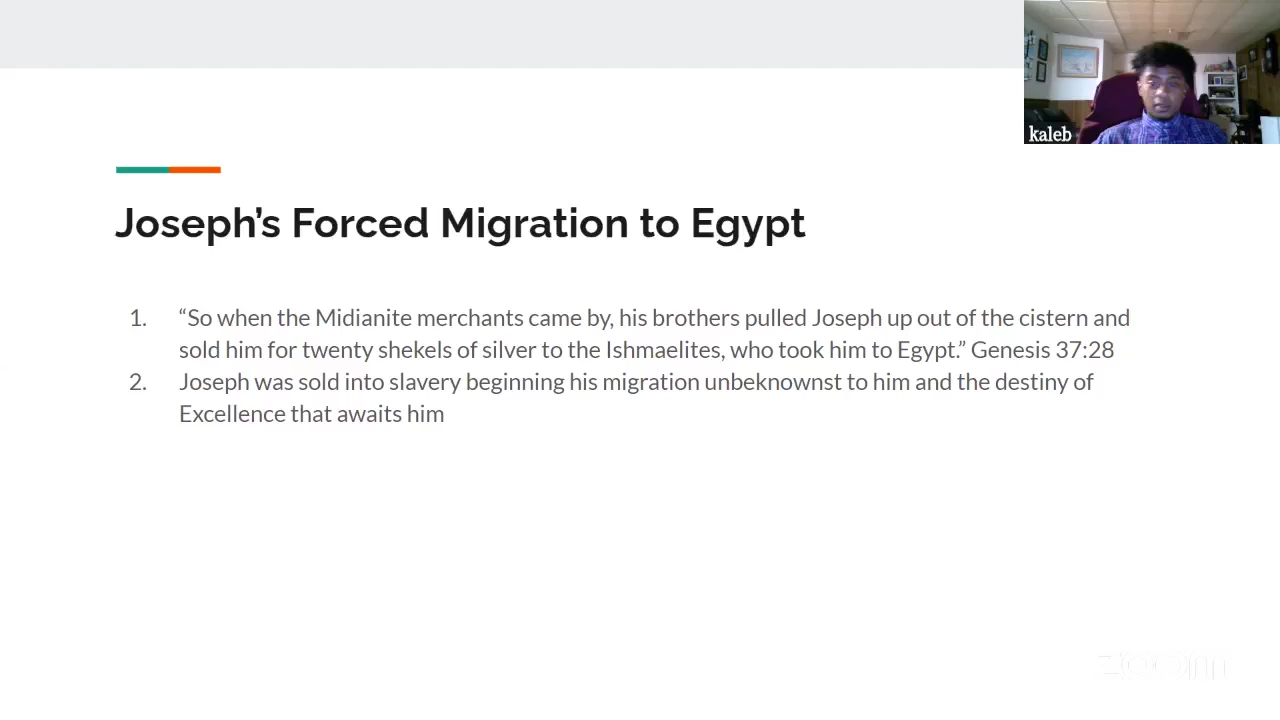 kaleb
Joseph’s Forced Migration to Egypt
1. “So when the Midianite merchants came by, his brothers pulled Joseph up out of the cistern and
sold him for twenty shekels of silver to the Ishmaelites, who took him to Egypt.” Genesis 37:28
2. Joseph was sold into slavery beginning his migration unbeknownst to him and the destiny of
Excellence that awaits him
zoom